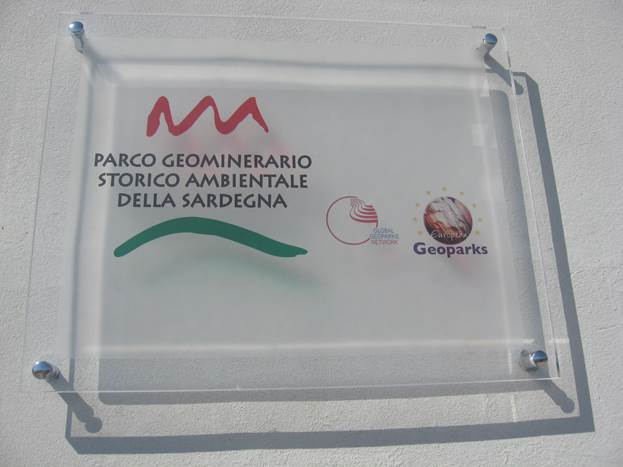 PARCO GEOMINERARIO
STORICO AMBIENTALE
DELLA SARDEGNA
GLOBAL
GEOPARKS
NETWORK
European
Geoparks